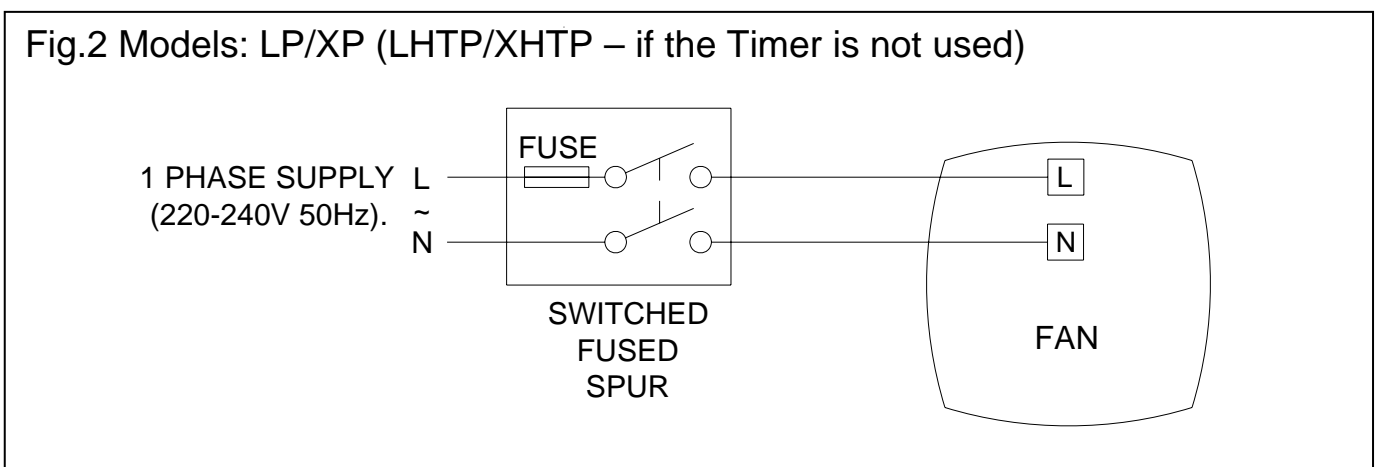 Fig.2 Models: LP/XP (LHTP/XHTP – if the Timer is not used)
FUSE
1 PHASE SUPPLY L
(220-240V 50Hz). ~
N
L
N
SWITCHED
FUSED
SPUR
FAN